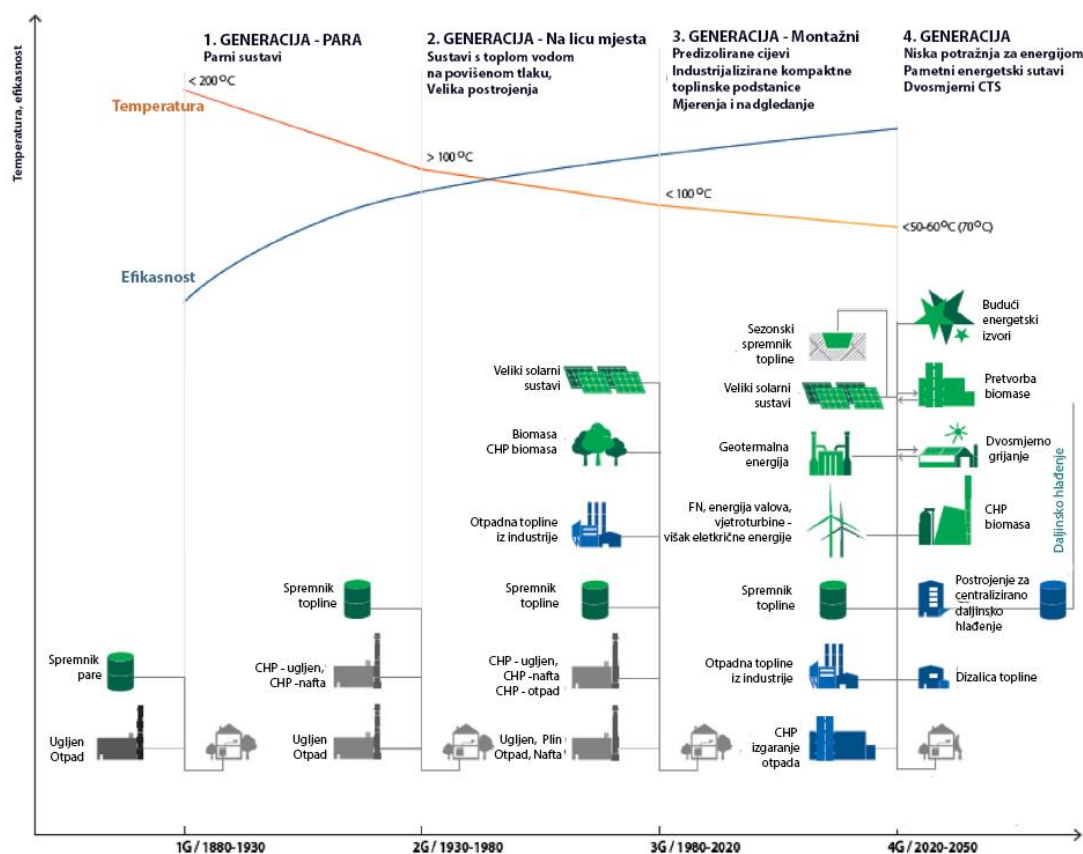 1. GENERACIJA - PARA
Parni sustavi
2. GENERACIJA - Na licu mjesta
Sustavi s toplom vodom
na povišenom tlaku,
Velika postrojenja
3. GENERACIJA - Montažni
Predizolirane cijevi
Industrijalizirane kompaktne
toplinske podstanice
Mjerenja i nadgledanje
4. GENERACIJA
Niska potražnja za energijom
Pametni energetski sutavi
Dvosmjerni CTS
Temperatura, efikasnost
Temperatura
< 200 °C
> 100 °C
< 100 °C
<50-60°C (70°C)
Efikasnost
Spremnik
pare
Ugljen
Otpad
Spremnik
topline
CHP - ugljen,
CHP -nafta
Ugljen
Otpad
Veliki solarni
sustavi
Biomasa
CHP biomasa
Otpadna topline
iz industrije
Spremnik
topline
CHP - ugljen,
CHP - nafta
CHP - otpad
Ugljen, Plin
Otpad, Nafta
Sezonski
spremnik
topline
Veliki solarni
sustavi
Geotermalna
energija
FN, energija valova,
vjetroturbine -
višak eletkrične energije
Spremnik
topline
Otpadna topline
iz industrije
CHP
izgaranje
otpada
Budući
energetski
izvori
Pretvorba
biomase
Dvosmjerno
grijanje
CHP
biomasa
Postrojenje za
centralizirano
daljinsko
hlađenje
Dizalica topline
Daljinsko hlađenje
1G / 1880-1930
2G / 1930-1980
3G / 1980-2020
4G / 2020-2050